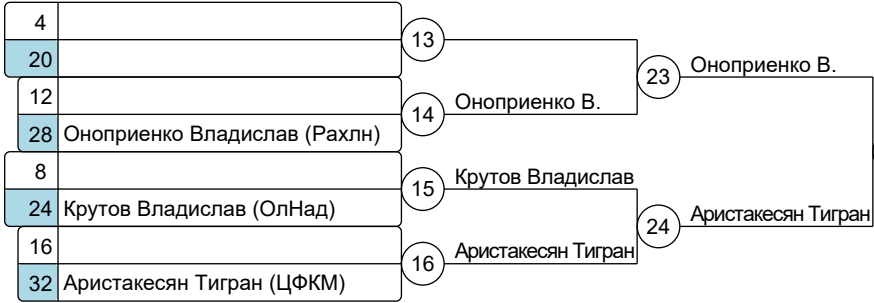 4
13
20
23 Оноприенко В.
12
14 Оноприенко В.
28 Оноприенко Владислав (Рахлн)
8
15 Крутов Владислав
24 Крутов Владислав (ОлНад)
24 Аристакесян Тигран
16
16 Аристакесян Тигран
32 Аристакесян Тигран (ЦФКМ)